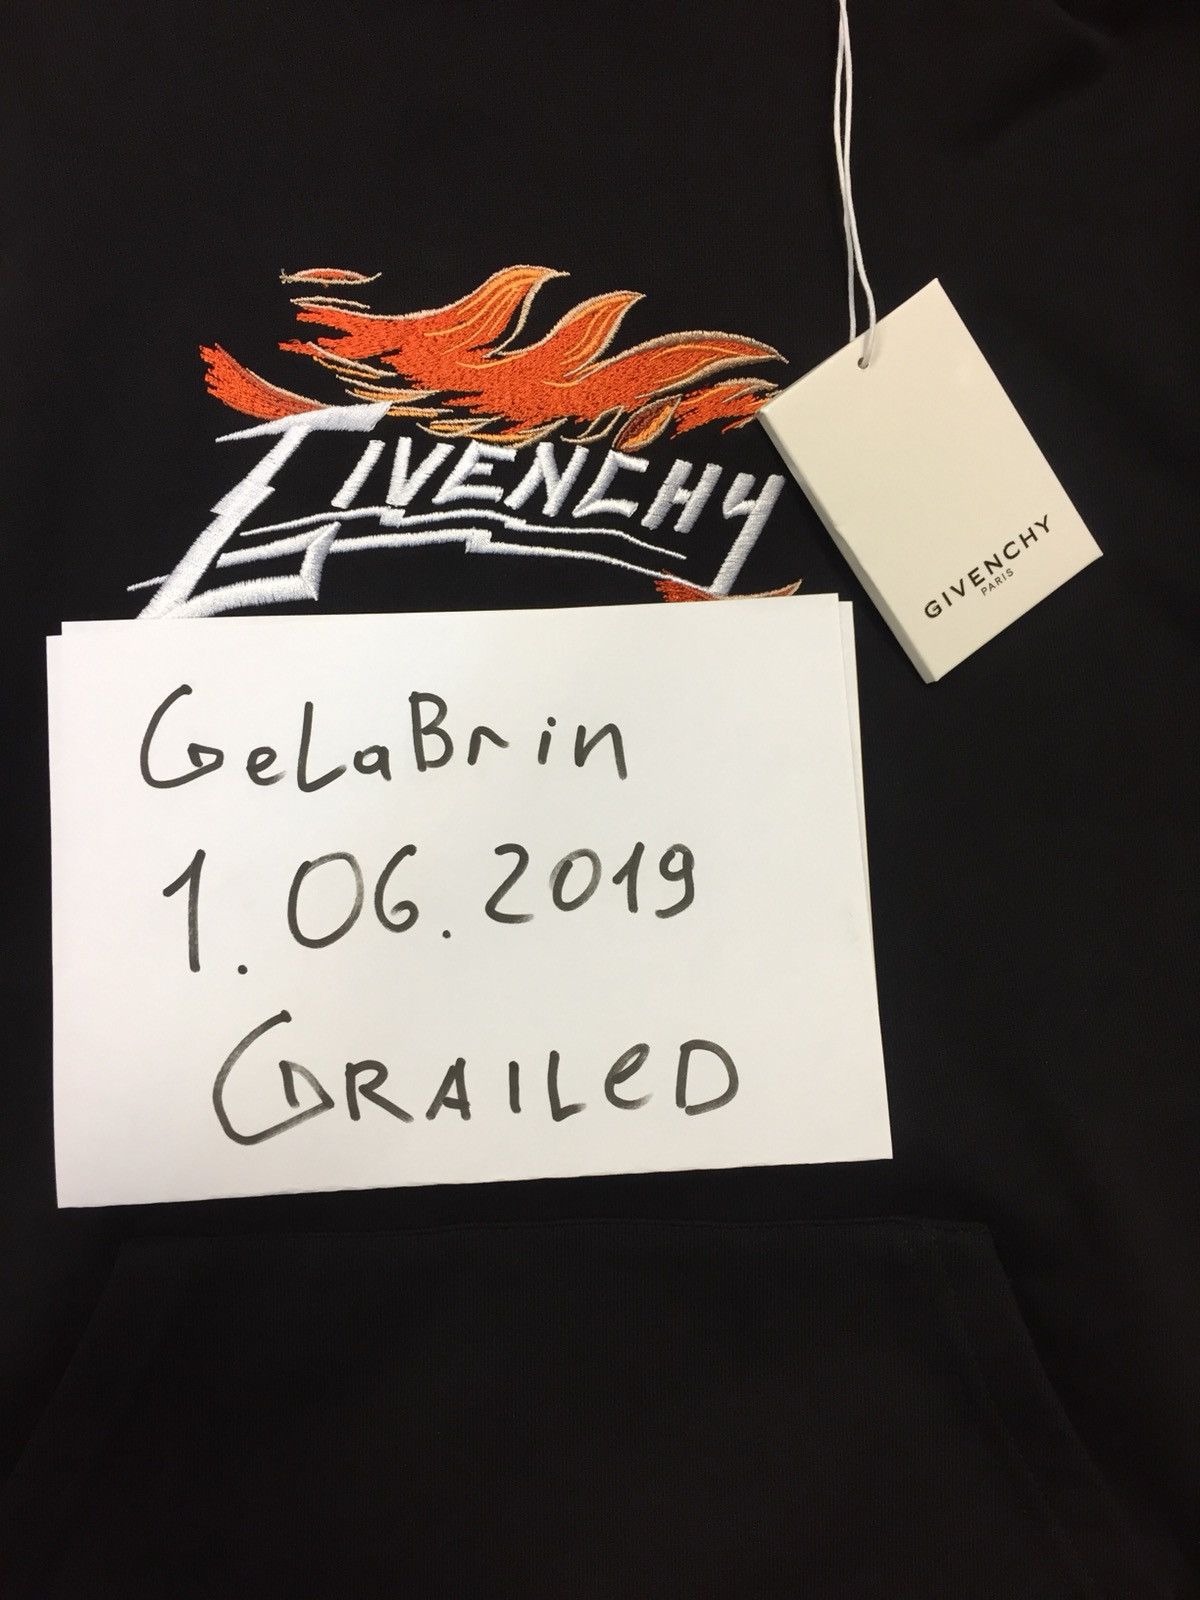 GIVENCHY
GIVENCHY
PARIS
GeLaBrin
1.06.2019
GRAILeD